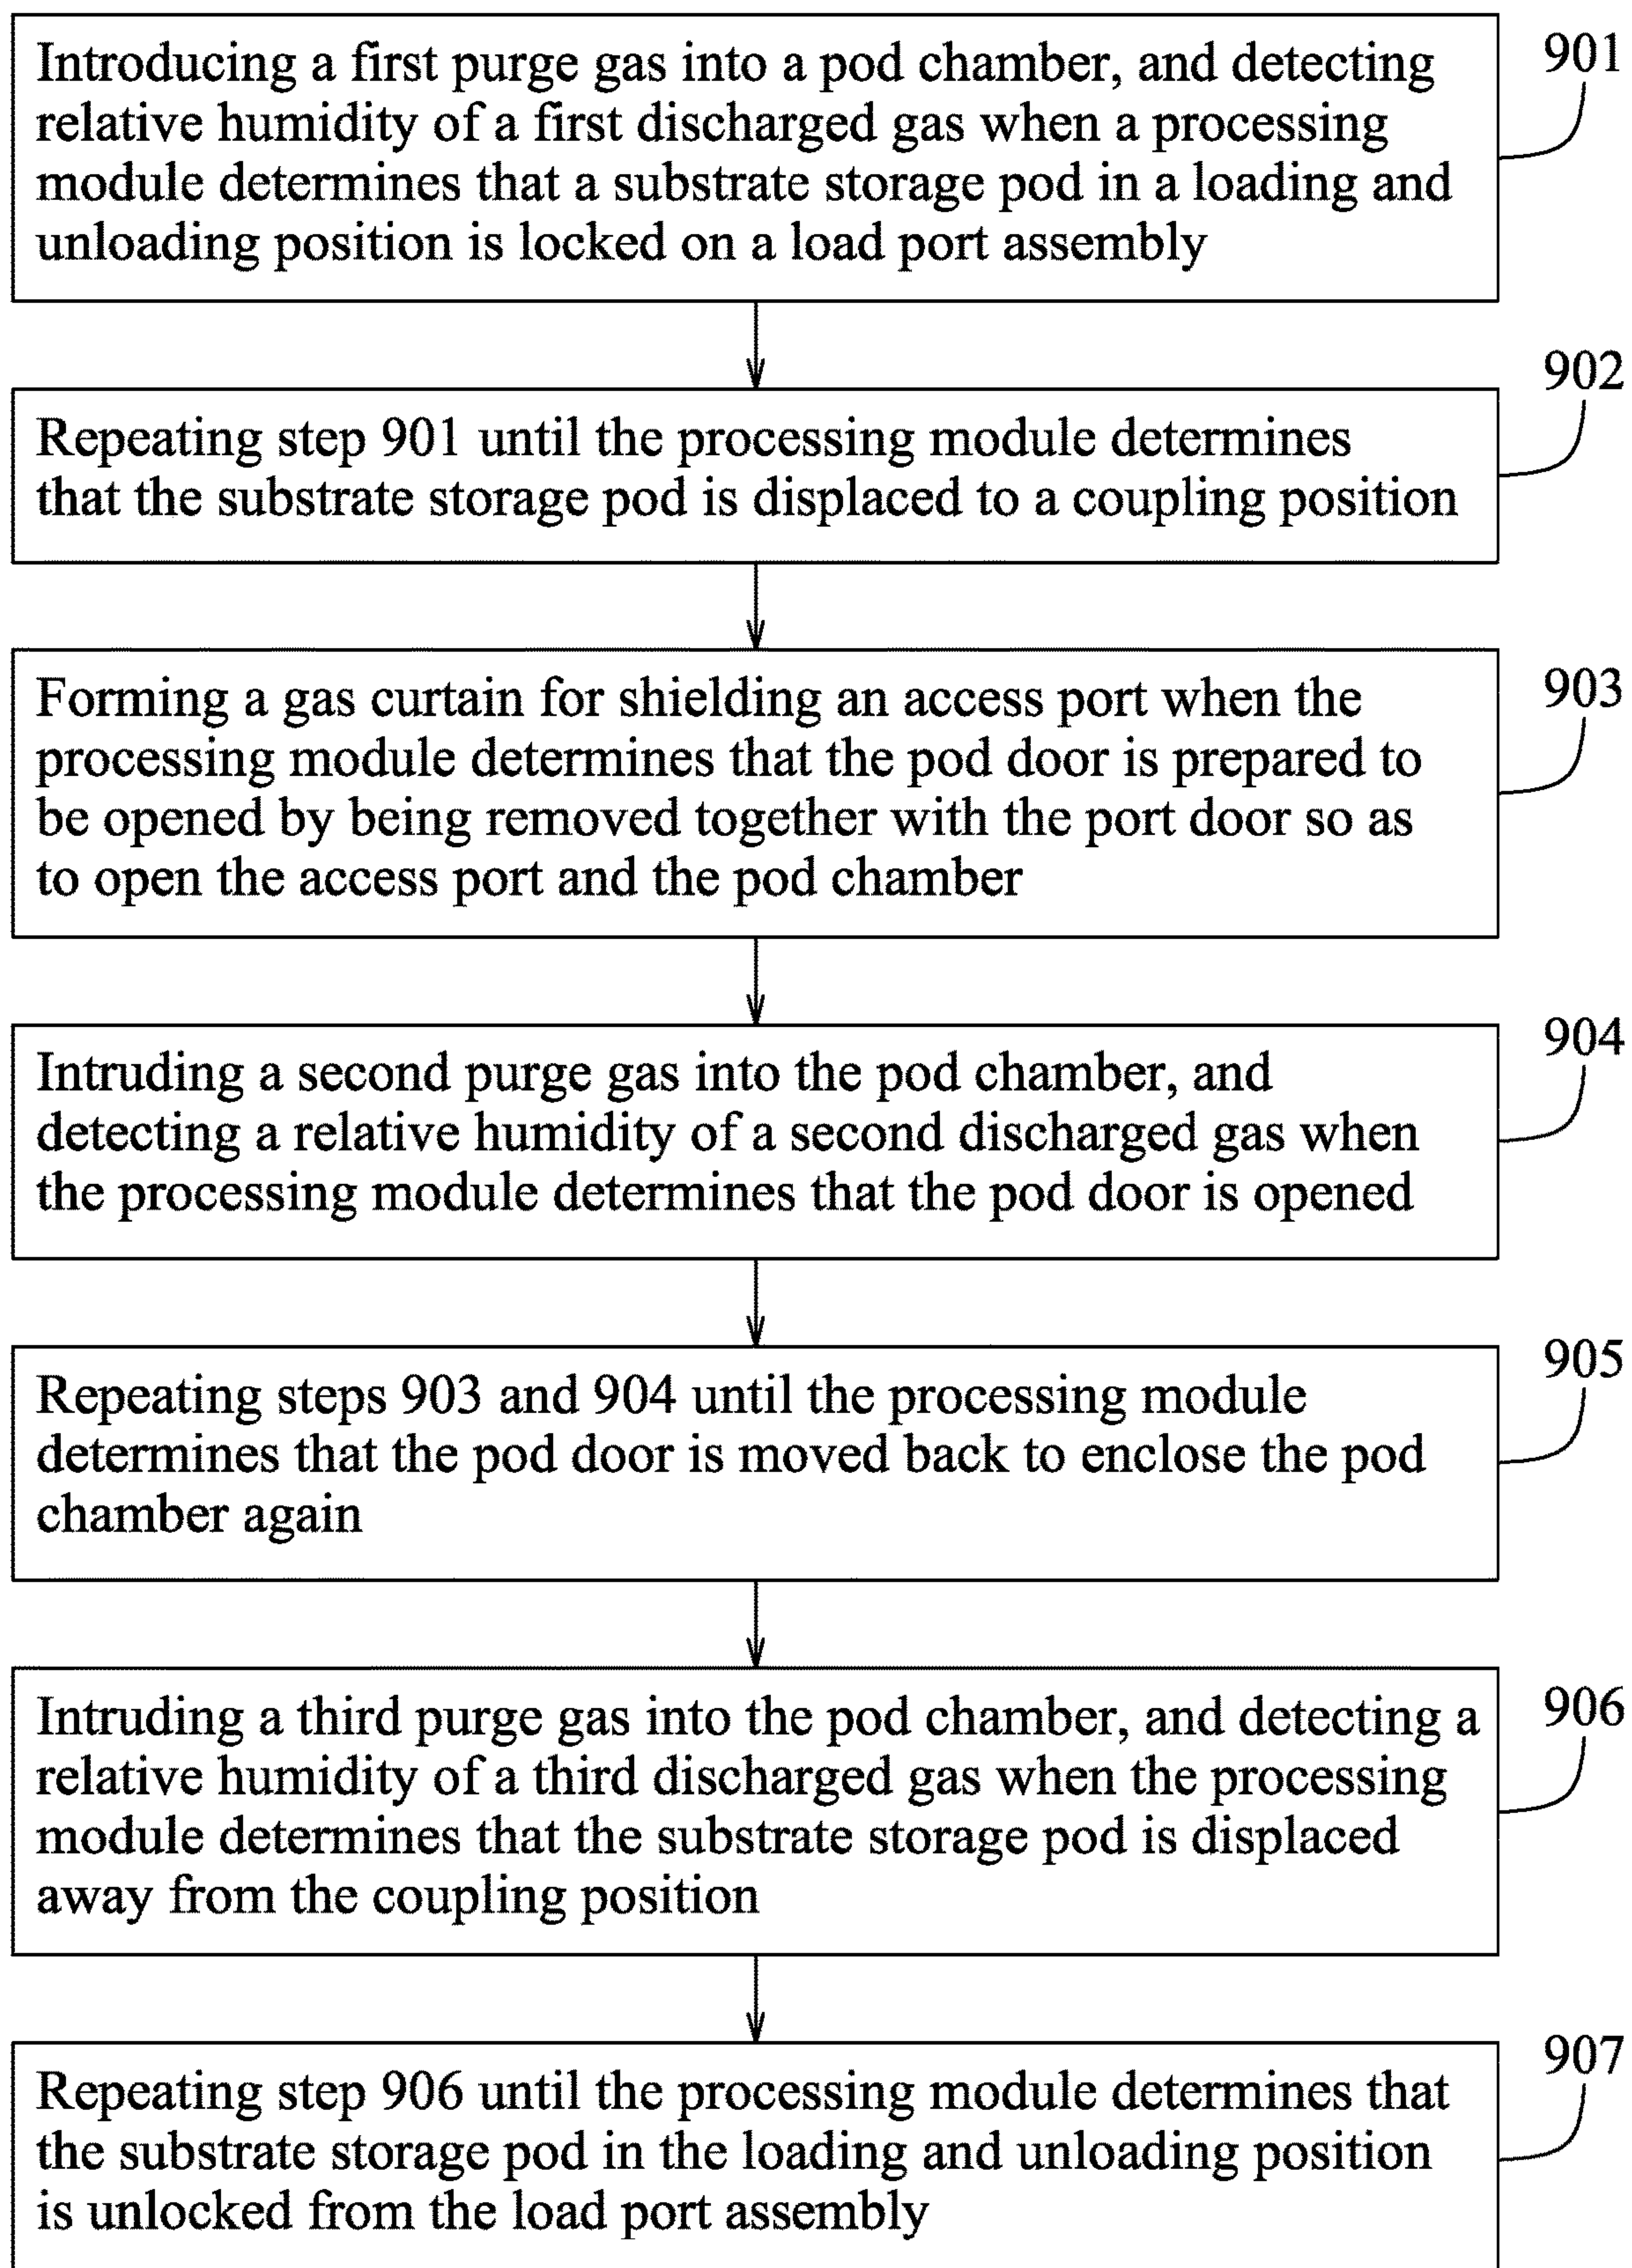 Introducing a first purge gas into a pod chamber, and detecting
relative humidity of a first discharged gas when a processing
module determines that a substrate storage pod in a loading and
unloading position is locked on a load port assembly
901
Repeating step 901 until the processing module determines
that the substrate storage pod is displaced to a coupling position
902
Forming a gas curtain for shielding an access port when the
processing module determines that the pod door is prepared to
be opened by being removed together with the port door so as
to open the access port and the pod chamber
903
Intruding a second purge gas into the pod chamber, and
detecting a relative humidity of a second discharged gas when
the processing module determines that the pod door is opened
904
Repeating steps 903 and 904 until the processing module
determines that the pod door is moved back to enclose the pod
chamber again
905
Intruding a third purge gas into the pod chamber, and detecting a
relative humidity of a third discharged gas when the processing
module determines that the substrate storage pod is displaced
away from the coupling position
906
Repeating step 906 until the processing module determines that
the substrate storage pod in the loading and unloading position
is unlocked from the load port assembly
907